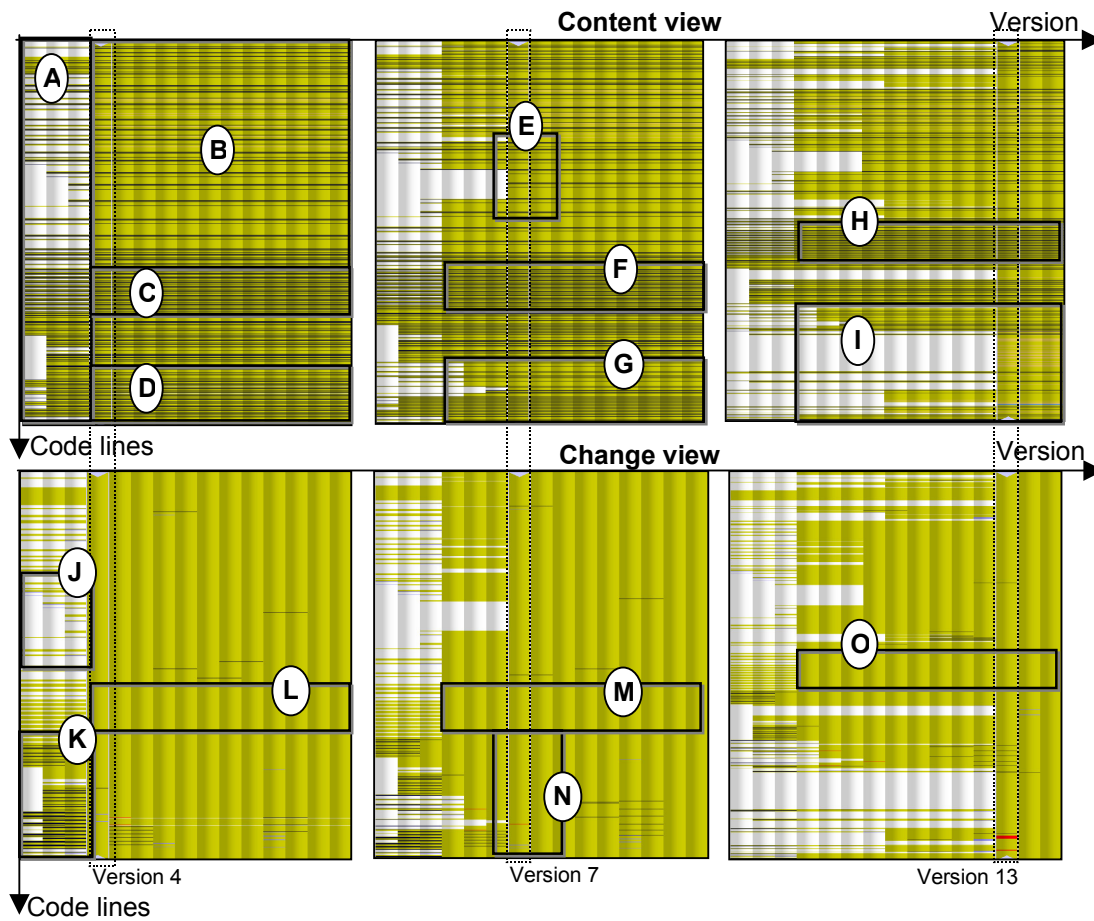 Content view
Version
A
B
E
C
D
F
G
H
I
Code lines
Change view
Version
J
K
L
M
N
O
Version 4
Version 7
Version 13
Code lines